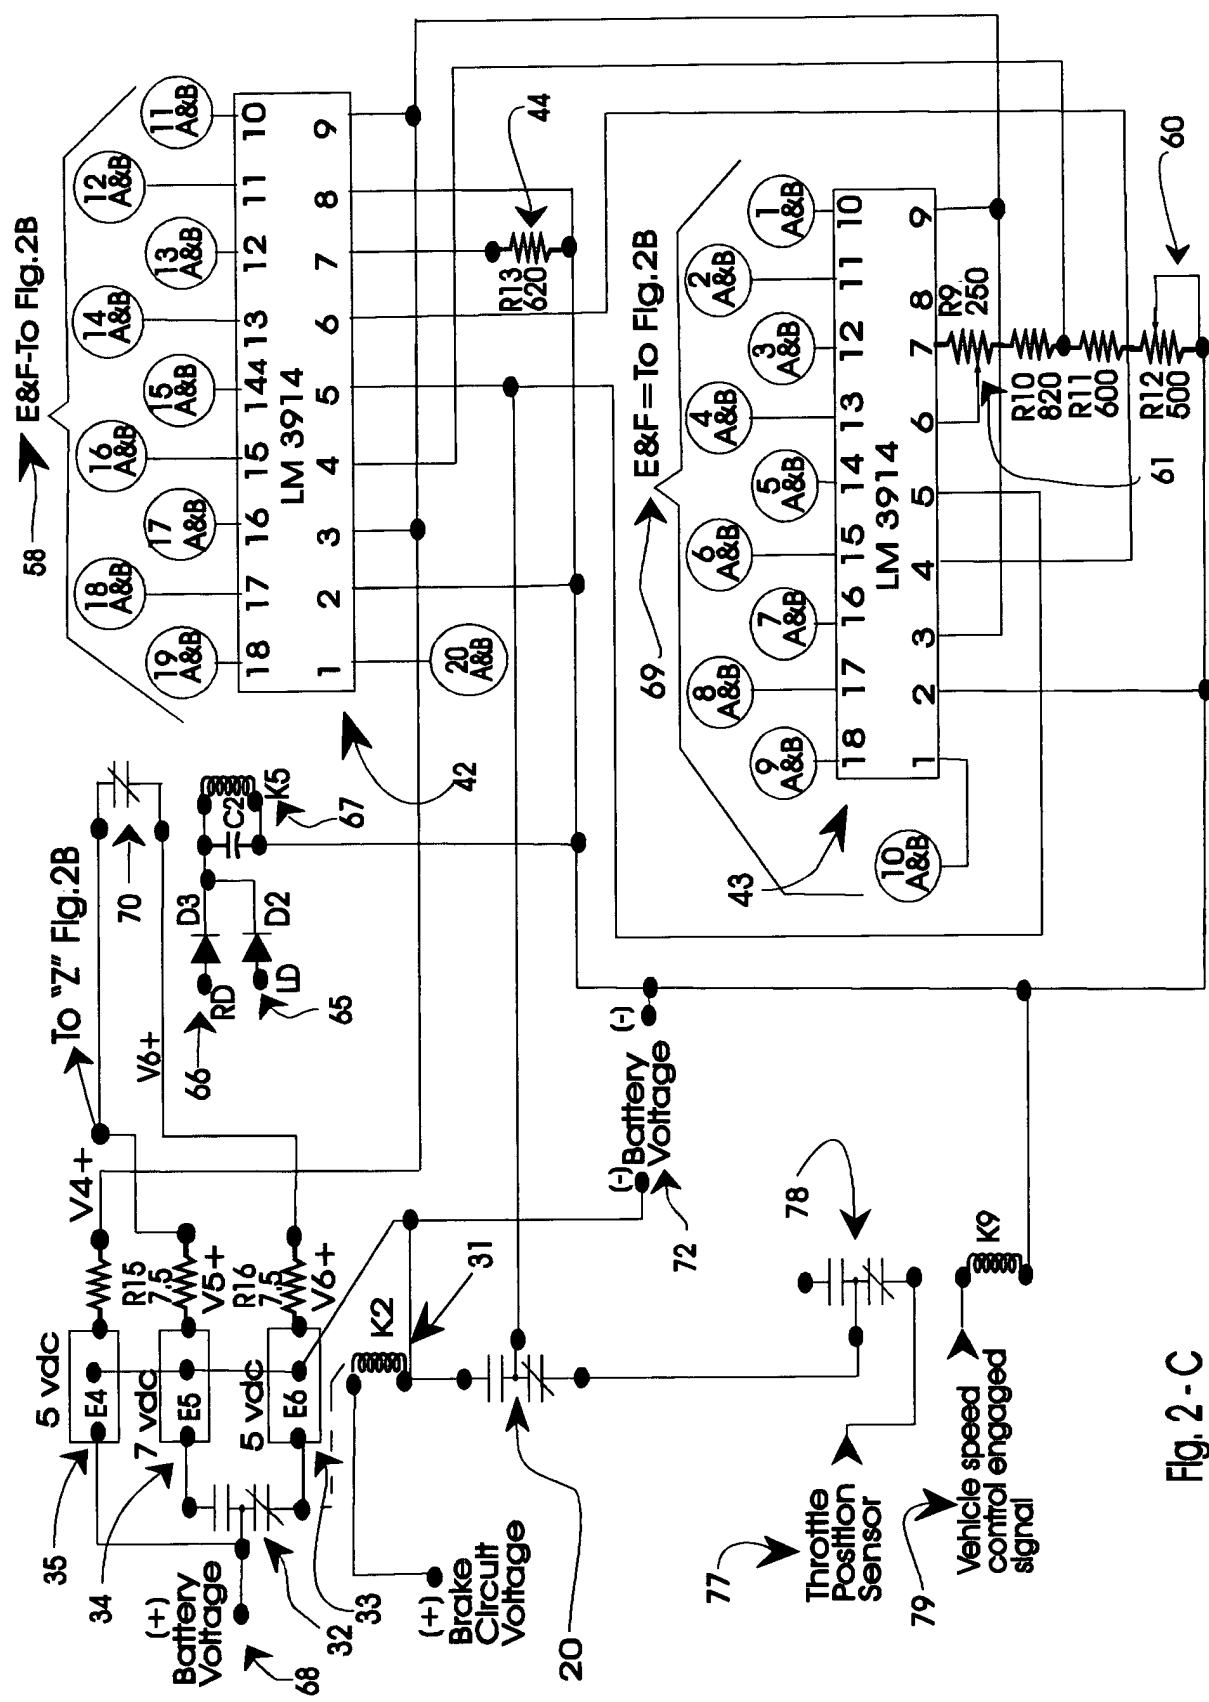 58
E&F-To Fig.2B
19
A&B
18
A&B
17
A&B
16
A&B
15
A&B
14
A&B
13
A&B
12
A&B
11
A&B
18 17 16 15 144 13 12 11 10
LM 3914
1 2 3 4 5 6 7 8 9
20
A&B
42
R13
620
44
69
E&F=To Fig.2B
9
A&B
8
A&B
7
A&B
6
A&B
5
A&B
4
A&B
3
A&B
2
A&B
1
A&B
18 17 16 15 14 13 12 11 10
LM 3914
1 2 3 4 5 6 7 8 9
10
A&B
43
R9
250
R10
820
R11
600
R12
500
61
60
To "Z" Fig.2B
70
V6+
D3
D2
RD
LD
66
65
C2
K5
67
V4+
R15
7.5
V5+
R16
7.5
V6+
5 vdc
E4
7 vdc
E5
5 vdc
E6
35
34
(+)
Battery
Voltage
68
32
33
K2
31
(+)
Brake
Circuit
Voltage
20
(-)
(-)
Battery
Voltage
72
78
77
Throttle
Position
Sensor
K9
79
Vehicle speed
control engaged
signal
Fig. 2 - C